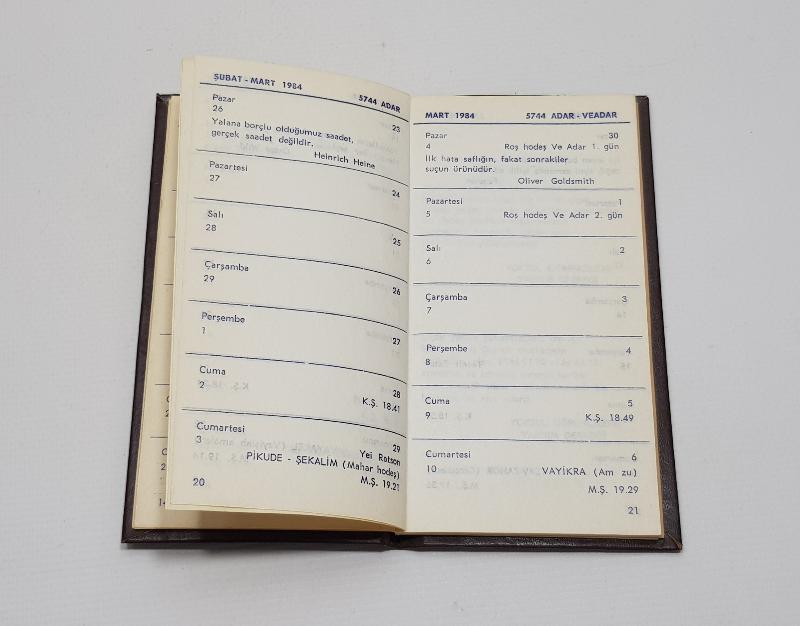 ŞUBAT - MART 1984 5744 ADAR
Pazar 23
26
Yalana borçlu olduğumuz saadet,
gerçek saadet değildir.
Heinrich Heine
Pazartesi 24
27
Salı 25
28
Çarşamba 26
29
Perşembe 27
1
Cuma 28
2 K.Ş. 18.41
Cumartesi 29
3 Yei Ratson
PİKUDE - ŞEKALİM (Mahar hodeş)
M.Ş. 19.21
20
MART 1984 5744 ADAR - VEADAR
Pazar 30
4 Roş hodeş Ve Adar 1. gün
İlk hata saflığın, fakat sonrakiler
suçun ürünüdür.
Oliver Goldsmith
Pazartesi 1
5 Roş hodeş Ve Adar 2. gün
Salı 2
6
Çarşamba 3
7
Perşembe 4
8
Cuma 5
9 K.Ş. 18.49
Cumartesi 6
10 VAYİKRA (Am zu.)
M.Ş. 19.29
21